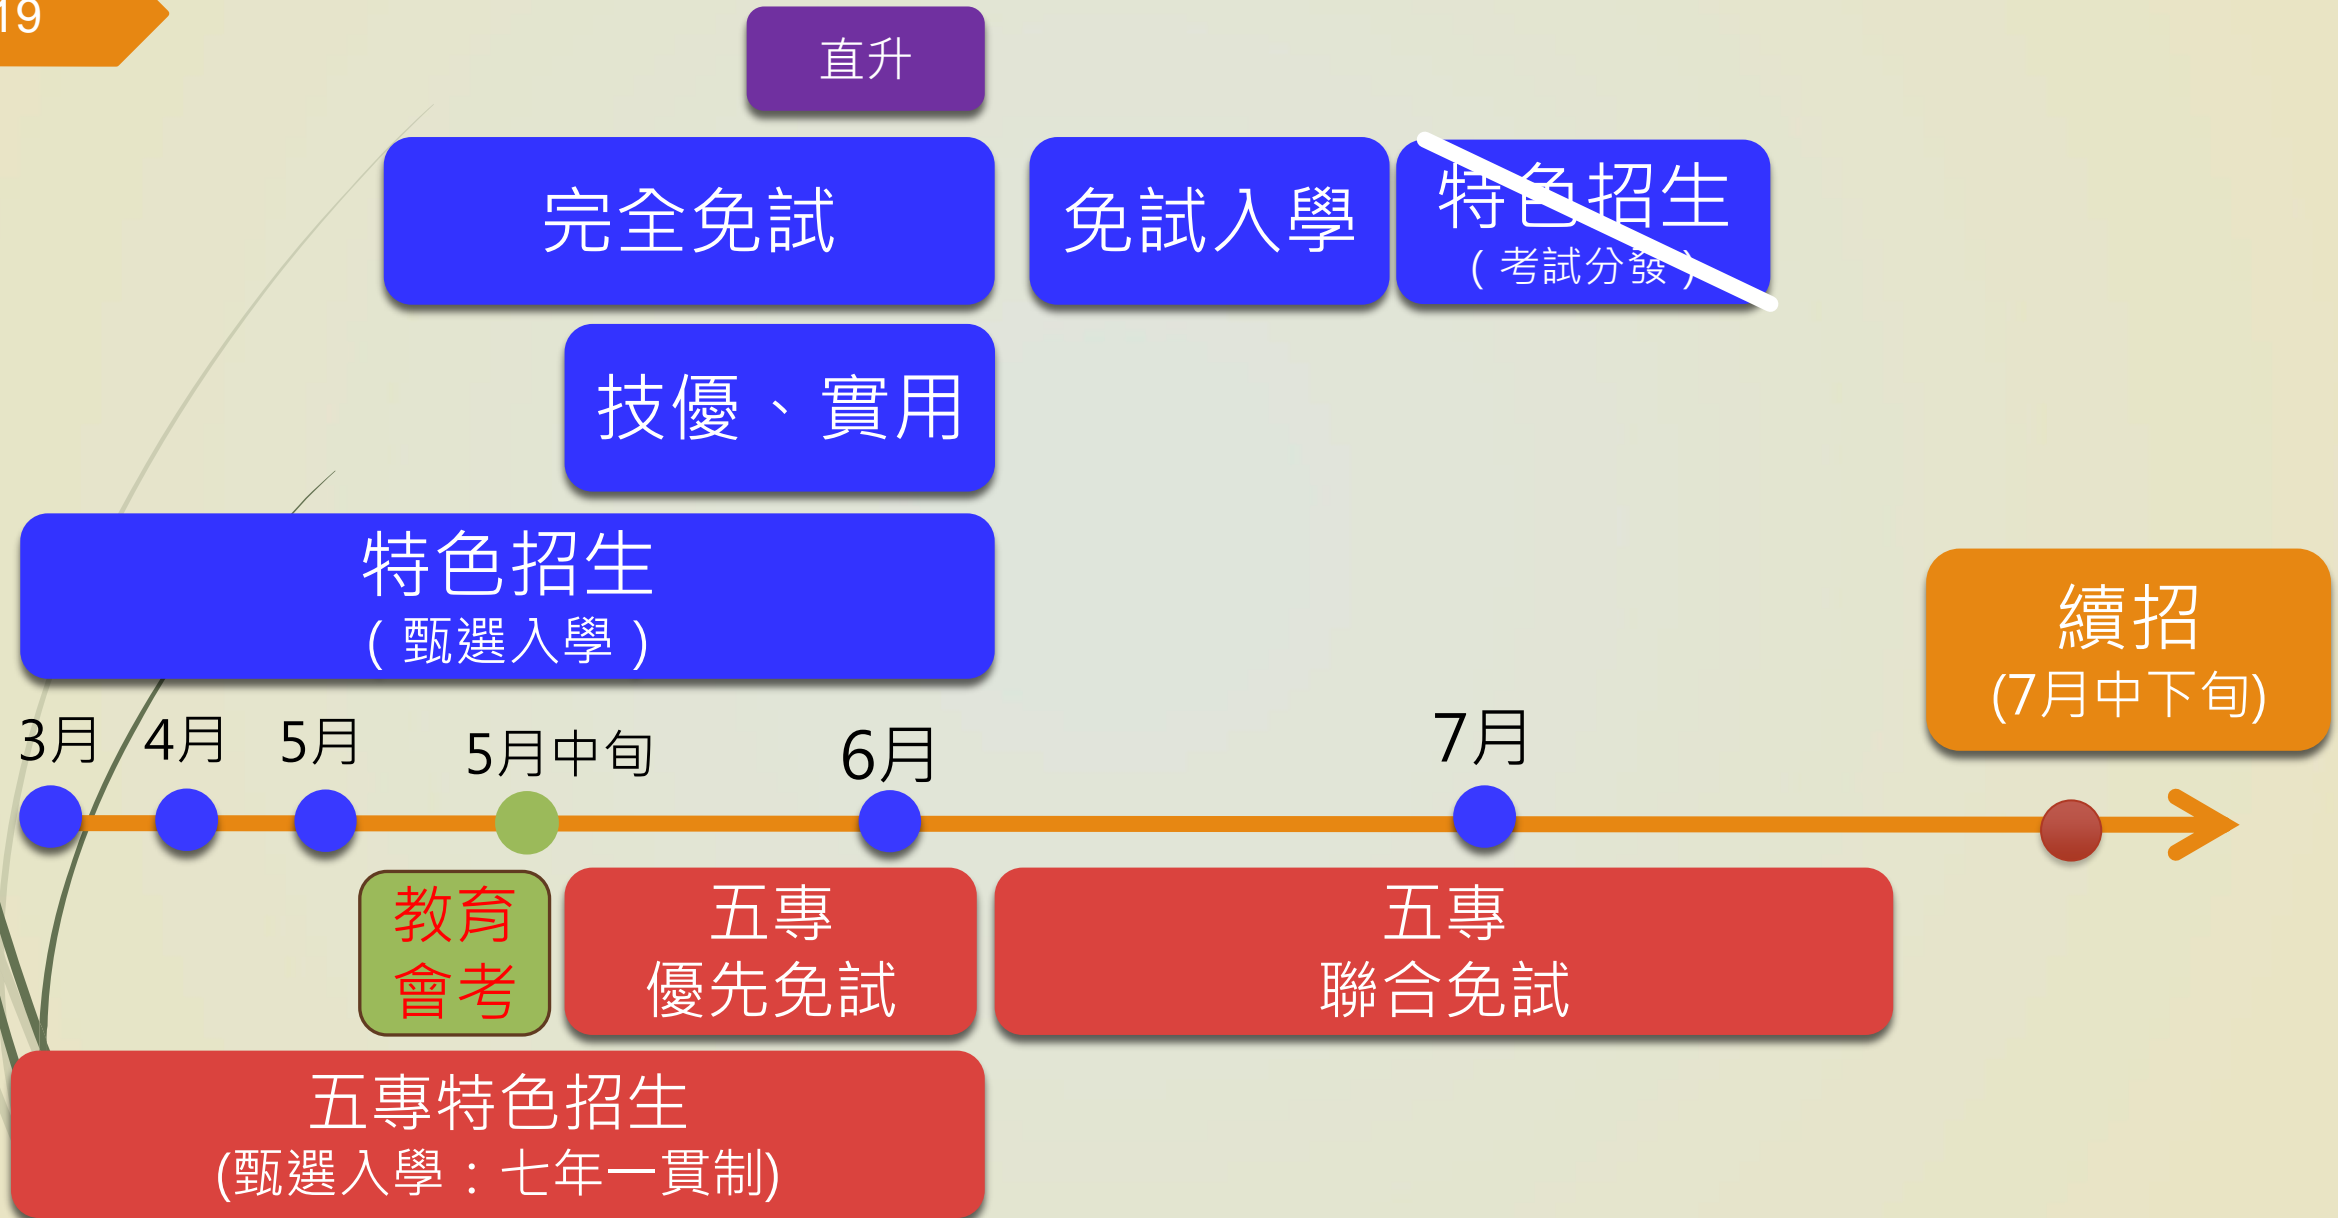 19
直升
完全免試
免試入學
特色招生
( 考試分發 )
技優、實用
特色招生
( 甄選入學 )
續招
(7月中下旬)
3月
4月
5月
5月中旬
6月
7月
教育
會考
五專
優先免試
五專
聯合免試
五專特色招生
(甄選入學：七年一貫制)